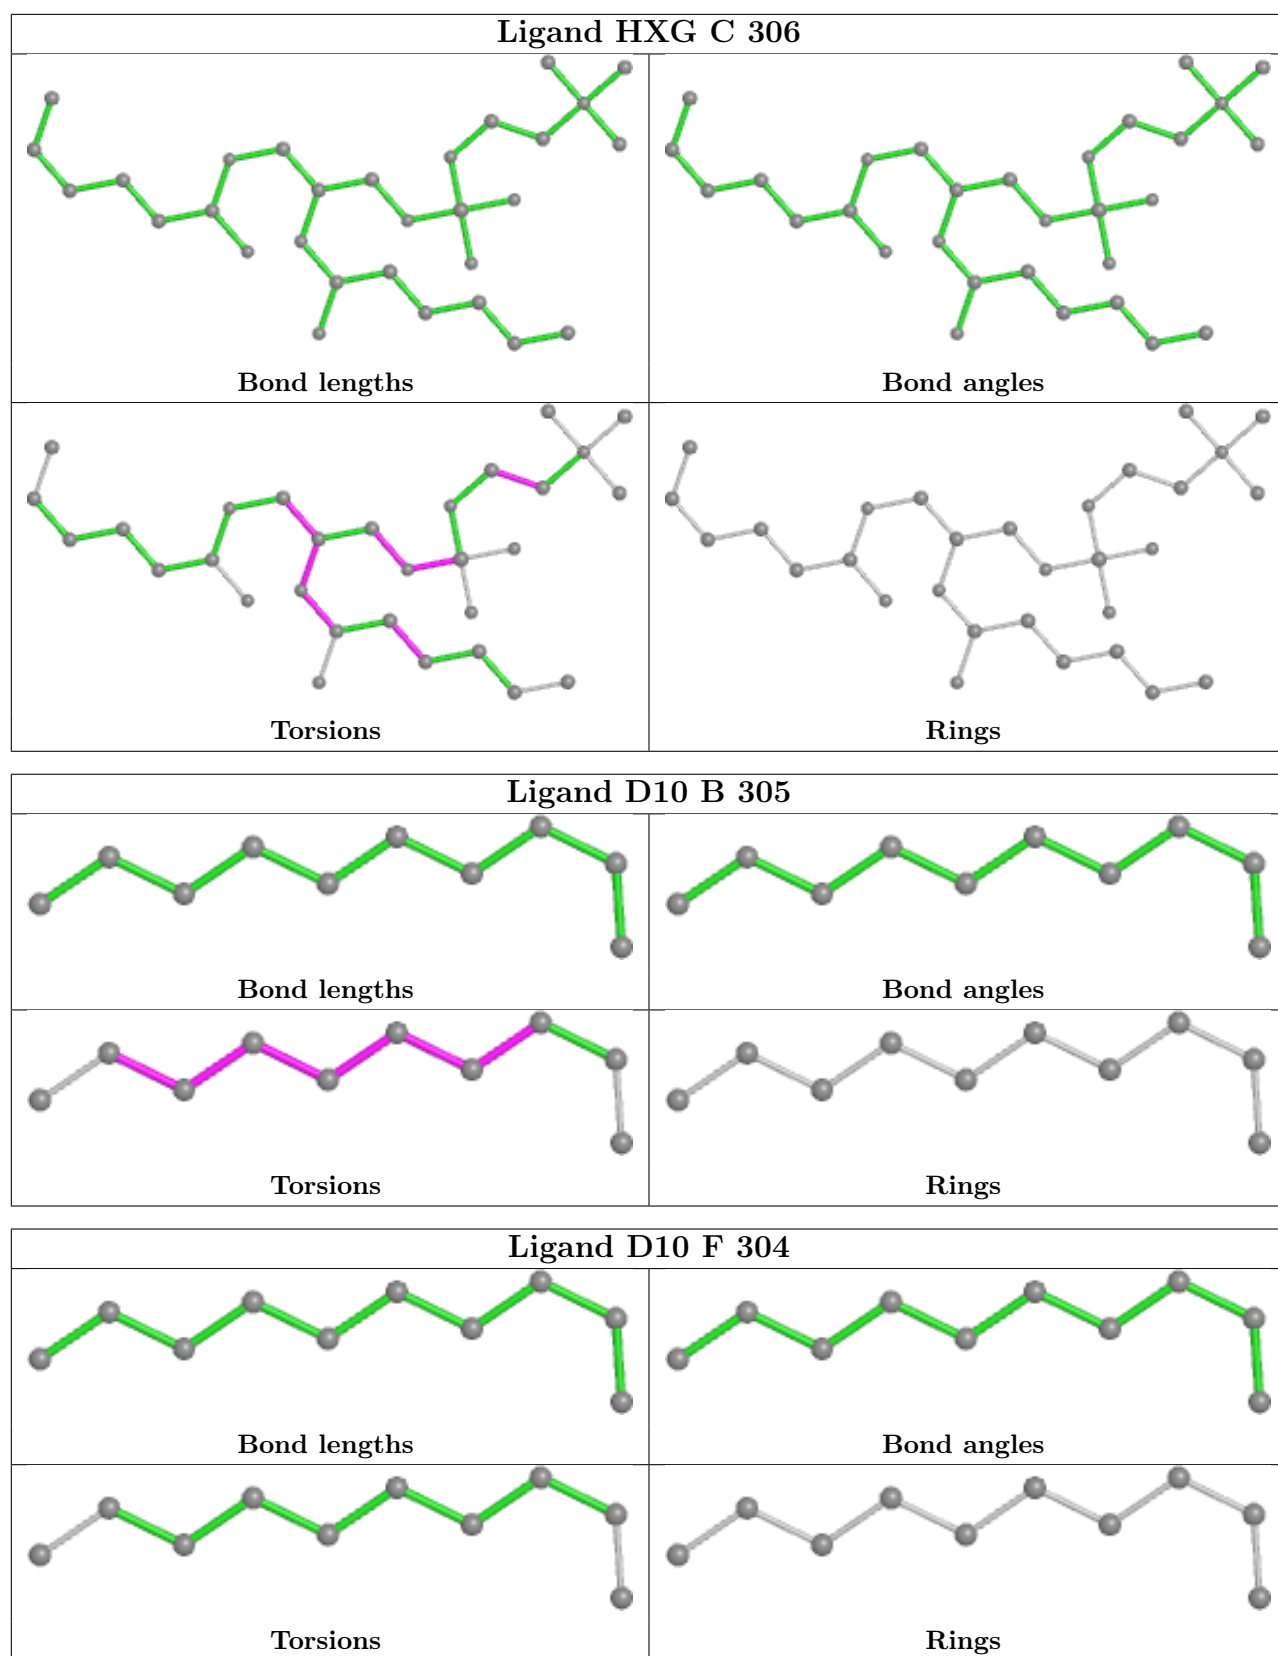 Ligand HXG C 306
Bond lengths
Bond angles
Torsions
Rings
Ligand D10 B 305
Bond lengths
Bond angles
Torsions
Rings
Ligand D10 F 304
Bond lengths
Bond angles
Torsions
Rings